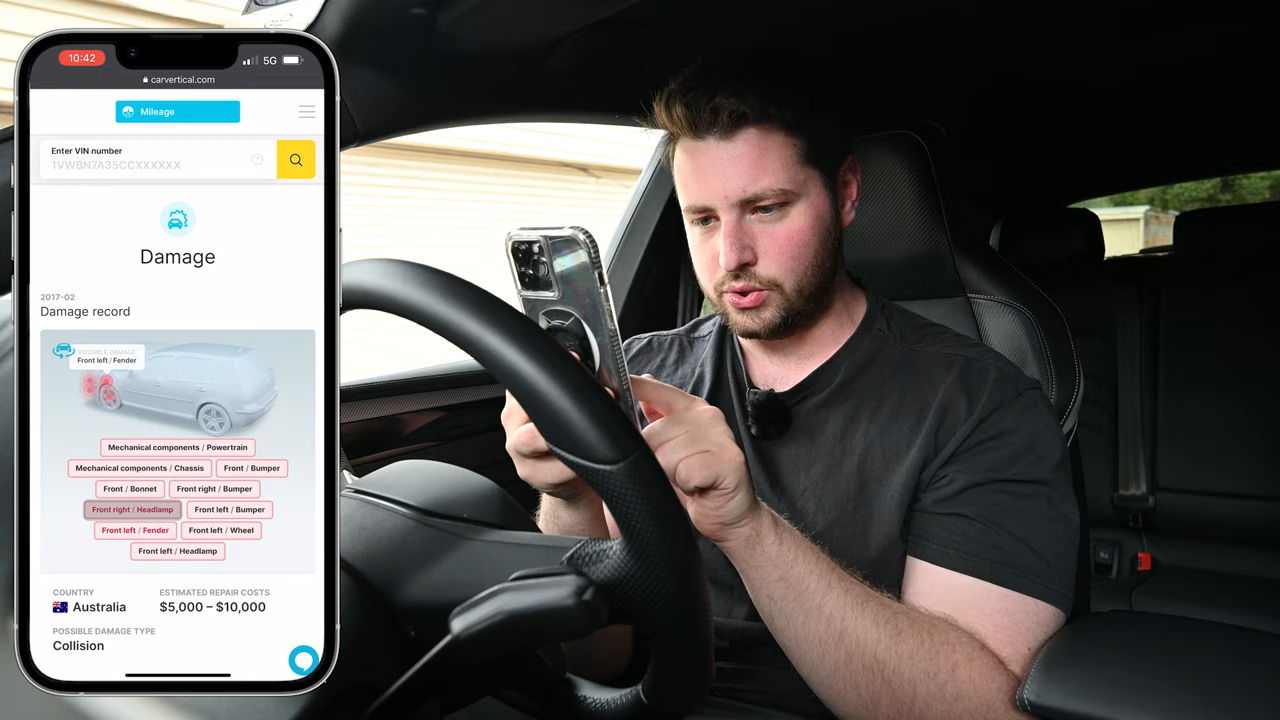 10:42
5G
carvertical.com
Mileage
Enter VIN number
1VWBN7A35CCXXXXXX
Damage
2017-02
Damage record
POSSIBLE DAMAGE
Front left / Fender
Mechanical components / Powertrain
Mechanical components / Chassis
Front / Bumper
Front / Bonnet
Front right / Bumper
Front right / Headlamp
Front left / Bumper
Front left / Fender
Front left / Wheel
Front left / Headlamp
COUNTRY
ESTIMATED REPAIR COSTS
Australia
$5,000 – $10,000
POSSIBLE DAMAGE TYPE
Collision